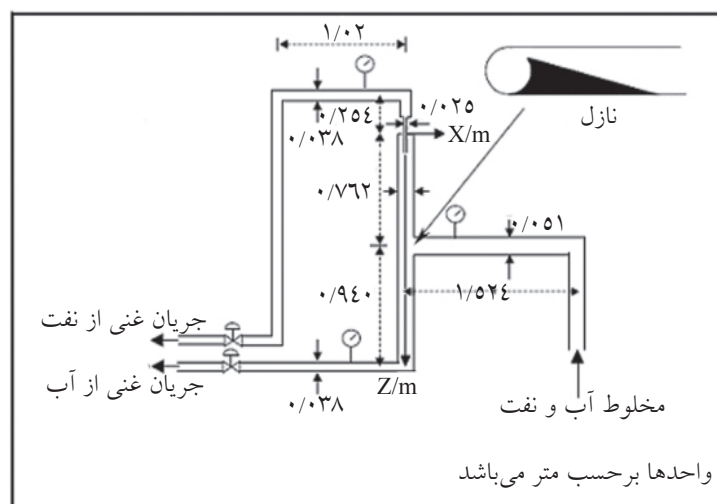 ۱/۰۲
۰/۰۲۵
نازل
۰/۲۵۴
X/m
۰/۰۳۸
۰/۷۶۲
۰/۰۵۱
۰/۹۴۰
۱/۵۲۴
جریان غنی از نفت
جریان غنی از آب
Z/m
۰/۰۳۸
مخلوط آب و نفت
واحدها برحسب متر می‌باشد